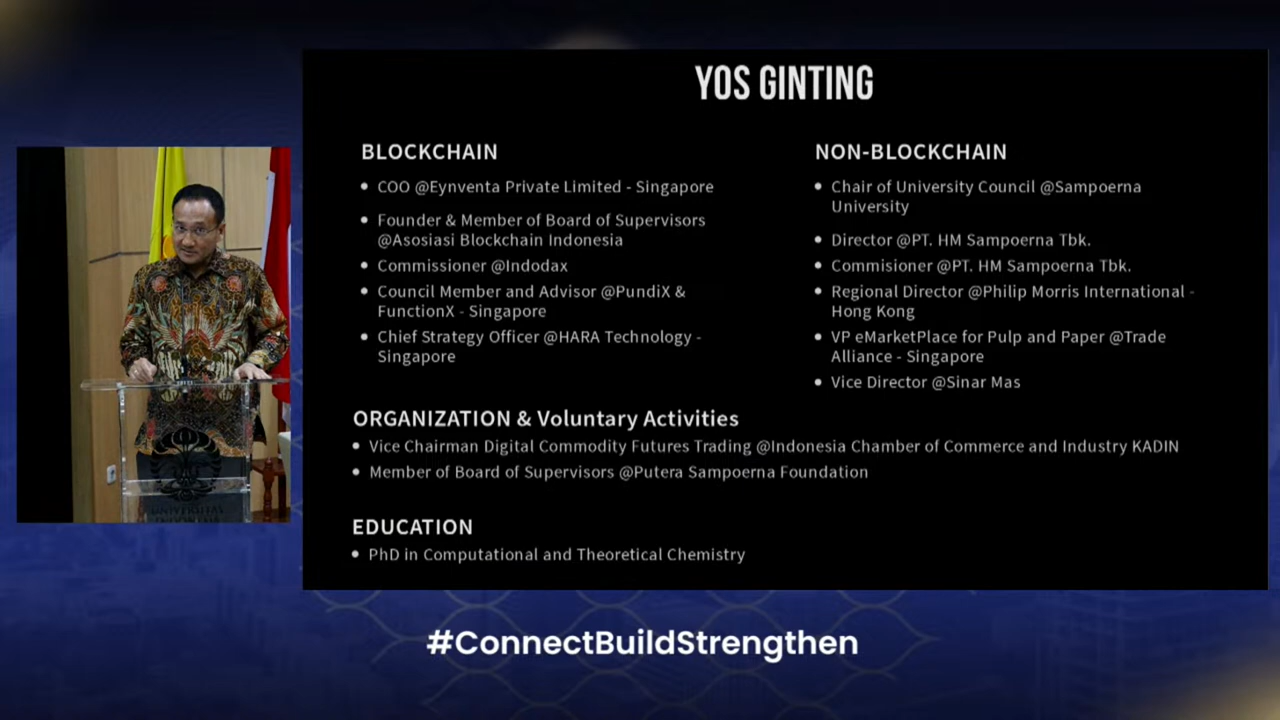 YOS GINTING
BLOCKCHAIN
COO @Eynventa Private Limited - Singapore
Founder & Member of Board of Supervisors
@Asosiasi Blockchain Indonesia
Commissioner @Indodax
Council Member and Advisor @PundiX &
FunctionX - Singapore
Chief Strategy Officer @HARA Technology -
Singapore
NON-BLOCKCHAIN
Chair of University Council @Sampoerna
University
Director @PT. HM Sampoerna Tbk.
Commisioner @PT. HM Sampoerna Tbk.
Regional Director @Philip Morris International -
Hong Kong
VP eMarketPlace for Pulp and Paper @Trade
Alliance - Singapore
Vice Director @Sinar Mas
ORGANIZATION & Voluntary Activities
Vice Chairman Digital Commodity Futures Trading @Indonesia Chamber of Commerce and Industry KADIN
Member of Board of Supervisors @Putera Sampoerna Foundation
EDUCATION
PhD in Computational and Theoretical Chemistry
UNIVERSITAS
#ConnectBuildStrengthen